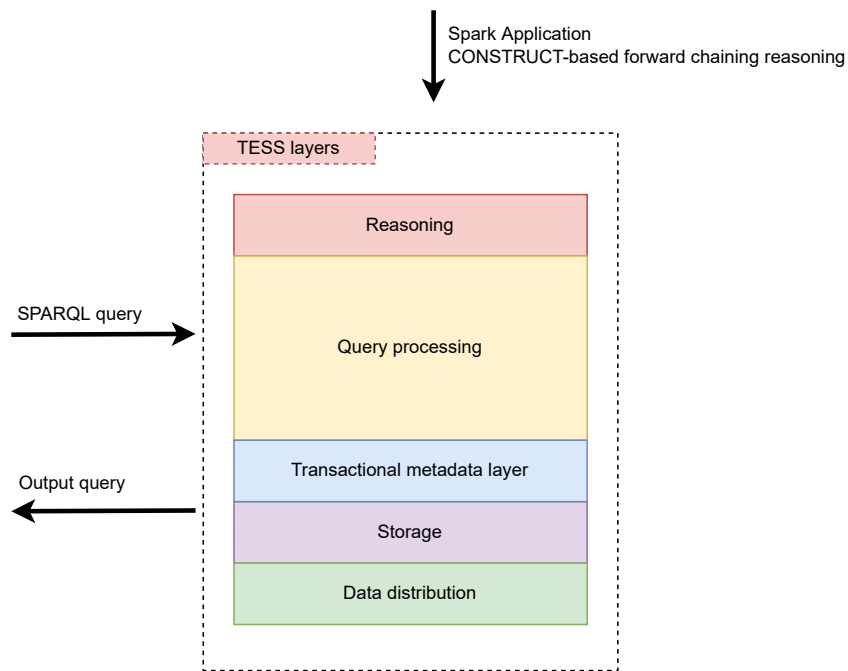 Spark Application
CONSTRUCT-based forward chaining reasoning
TESS layers
Reasoning
SPARQL query
Query processing
Transactional metadata layer
Output query
Storage
Data distribution